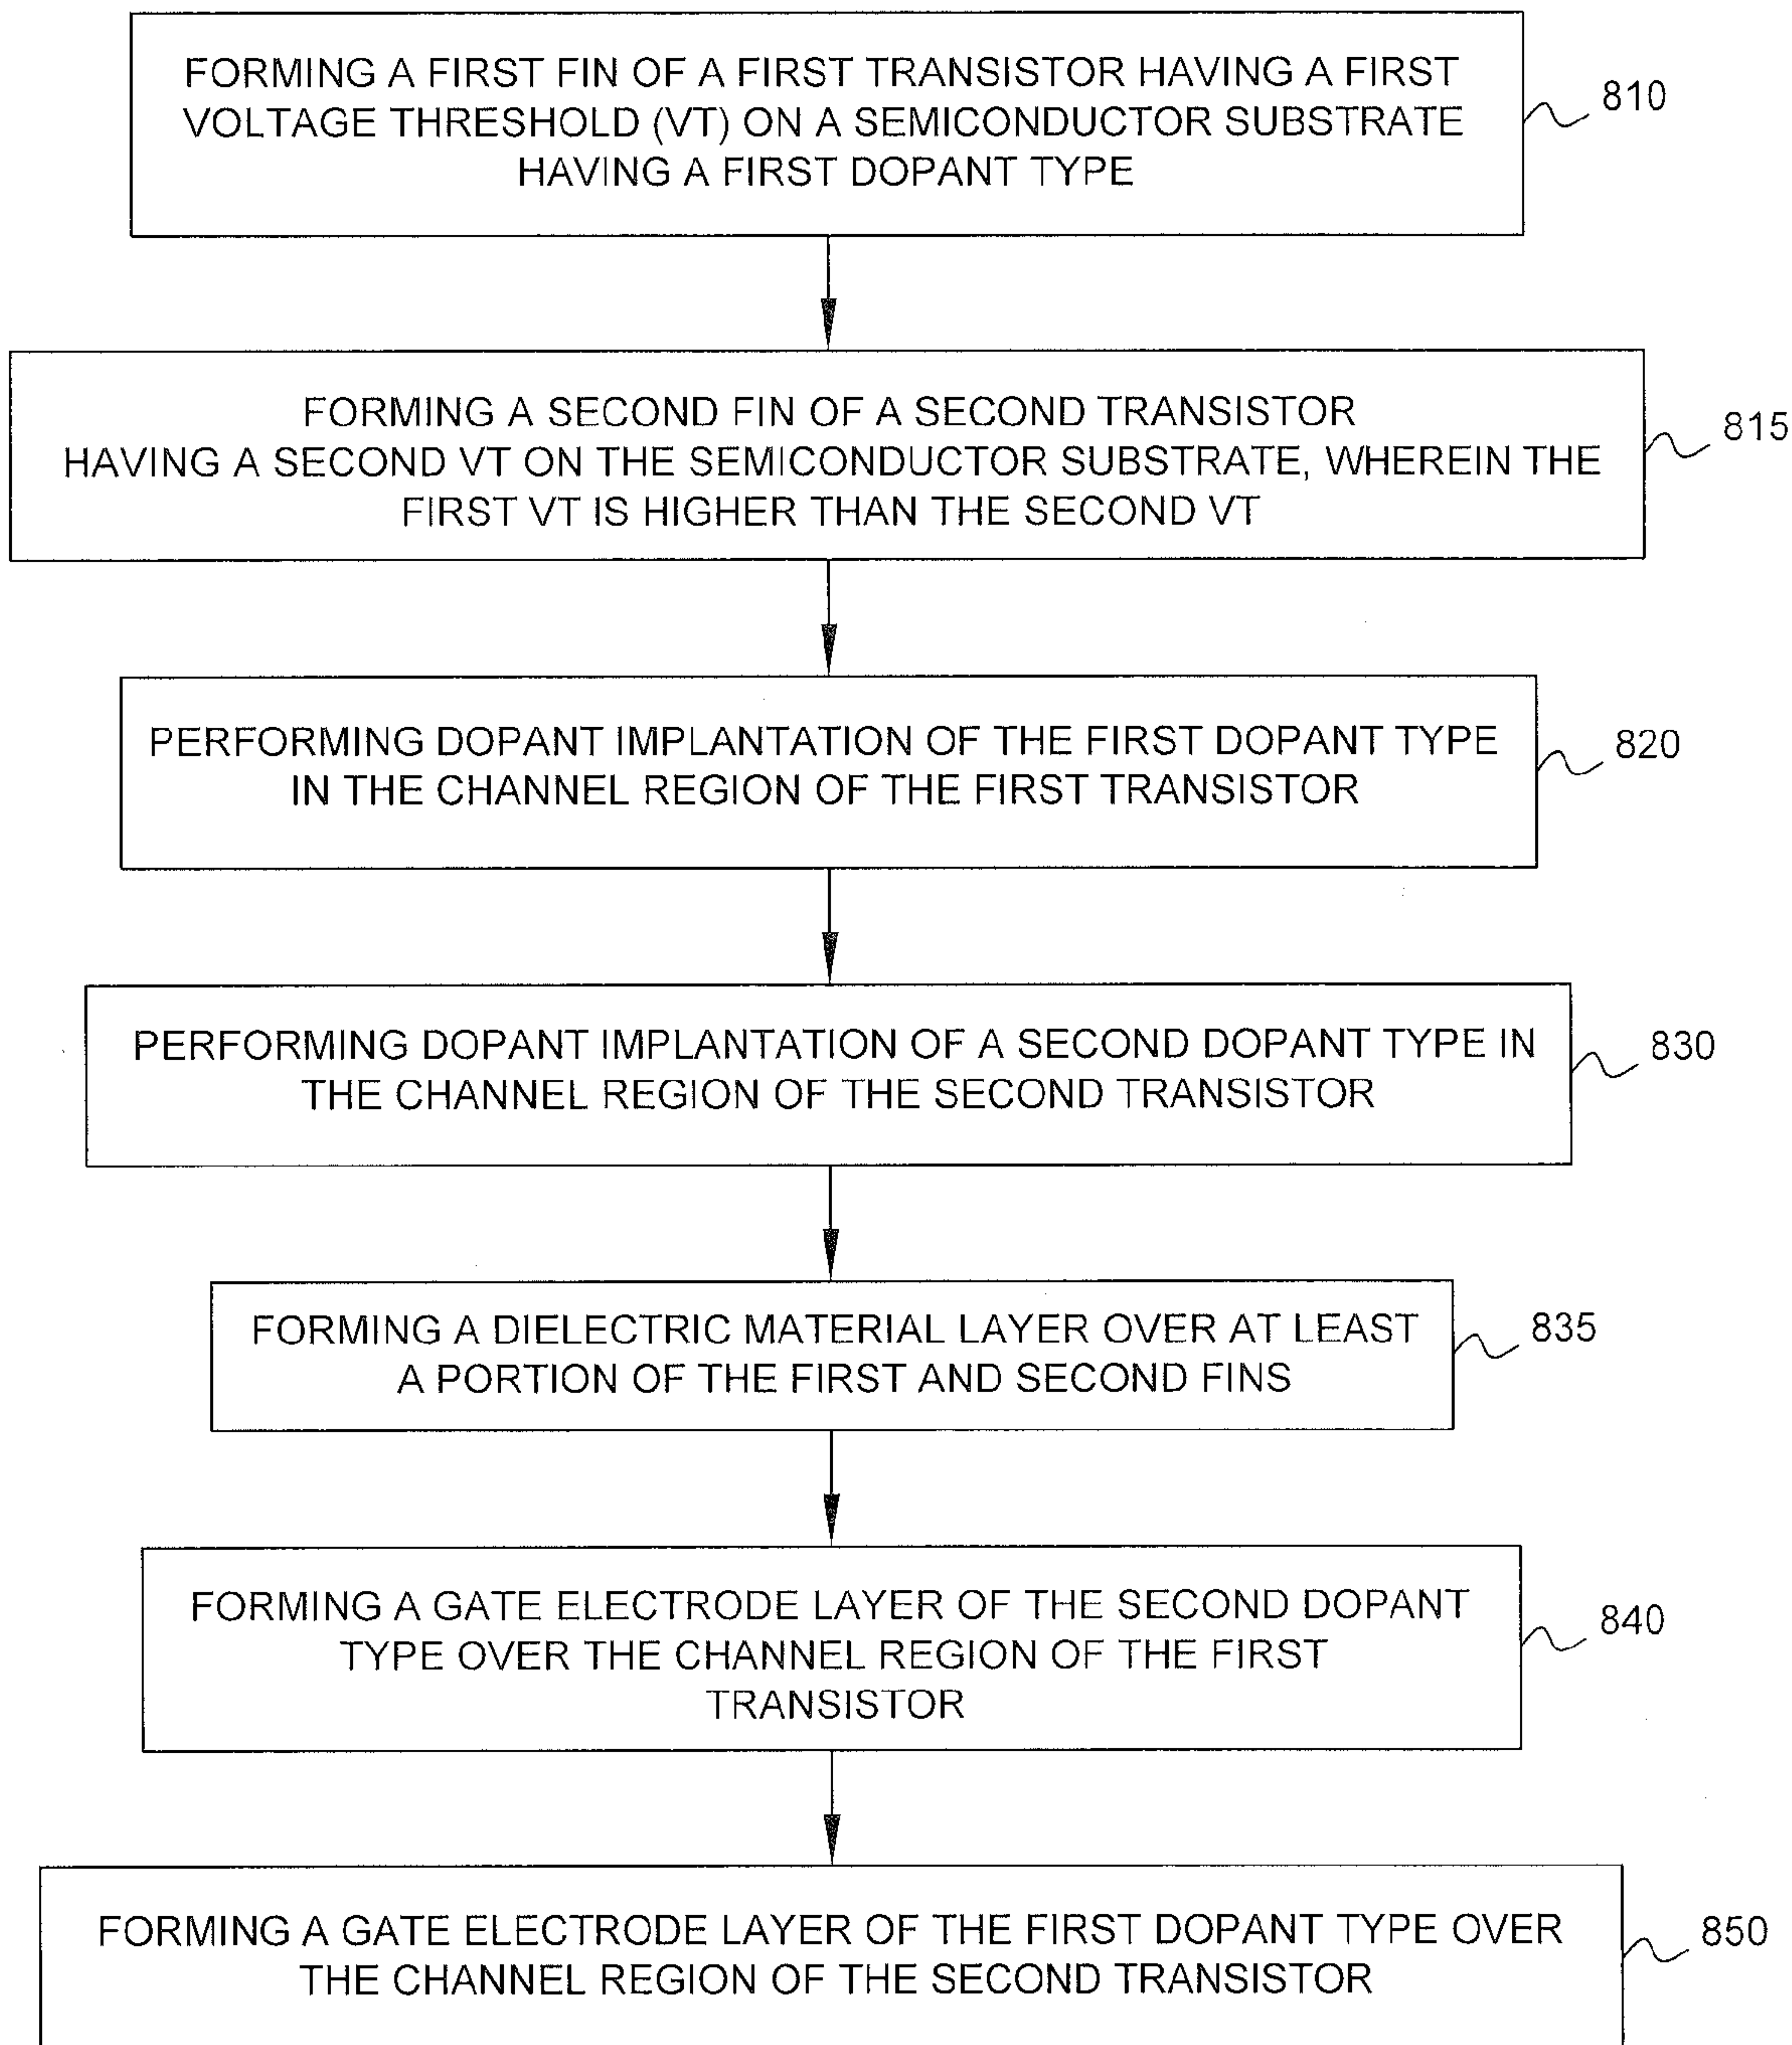 FORMING A FIRST FIN OF A FIRST TRANSISTOR HAVING A FIRST
VOLTAGE THRESHOLD (VT) ON A SEMICONDUCTOR SUBSTRATE
HAVING A FIRST DOPANT TYPE
810
FORMING A SECOND FIN OF A SECOND TRANSISTOR
HAVING A SECOND VT ON THE SEMICONDUCTOR SUBSTRATE, WHEREIN THE
FIRST VT IS HIGHER THAN THE SECOND VT
815
PERFORMING DOPANT IMPLANTATION OF THE FIRST DOPANT TYPE
IN THE CHANNEL REGION OF THE FIRST TRANSISTOR
820
PERFORMING DOPANT IMPLANTATION OF A SECOND DOPANT TYPE IN
THE CHANNEL REGION OF THE SECOND TRANSISTOR
830
FORMING A DIELECTRIC MATERIAL LAYER OVER AT LEAST
A PORTION OF THE FIRST AND SECOND FINS
835
FORMING A GATE ELECTRODE LAYER OF THE SECOND DOPANT
TYPE OVER THE CHANNEL REGION OF THE FIRST
TRANSISTOR
840
FORMING A GATE ELECTRODE LAYER OF THE FIRST DOPANT TYPE OVER
THE CHANNEL REGION OF THE SECOND TRANSISTOR
850